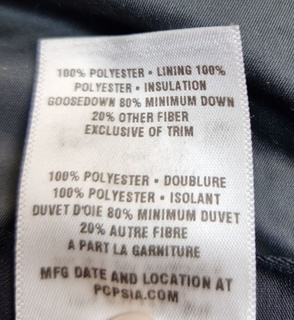 100% POLYESTER • LINING 100%
POLYESTER • INSULATION
GOOSEDOWN 80% MINIMUM DOWN
20% OTHER FIBER
EXCLUSIVE OF TRIM
100% POLYESTER • DOUBLURE
100% POLYESTER • ISOLANT
DUVET D'OIE 80% MINIMUM DUVET
20% AUTRE FIBRE
A PART LA GARNITURE
MFG DATE AND LOCATION AT
PCPSIA.COM